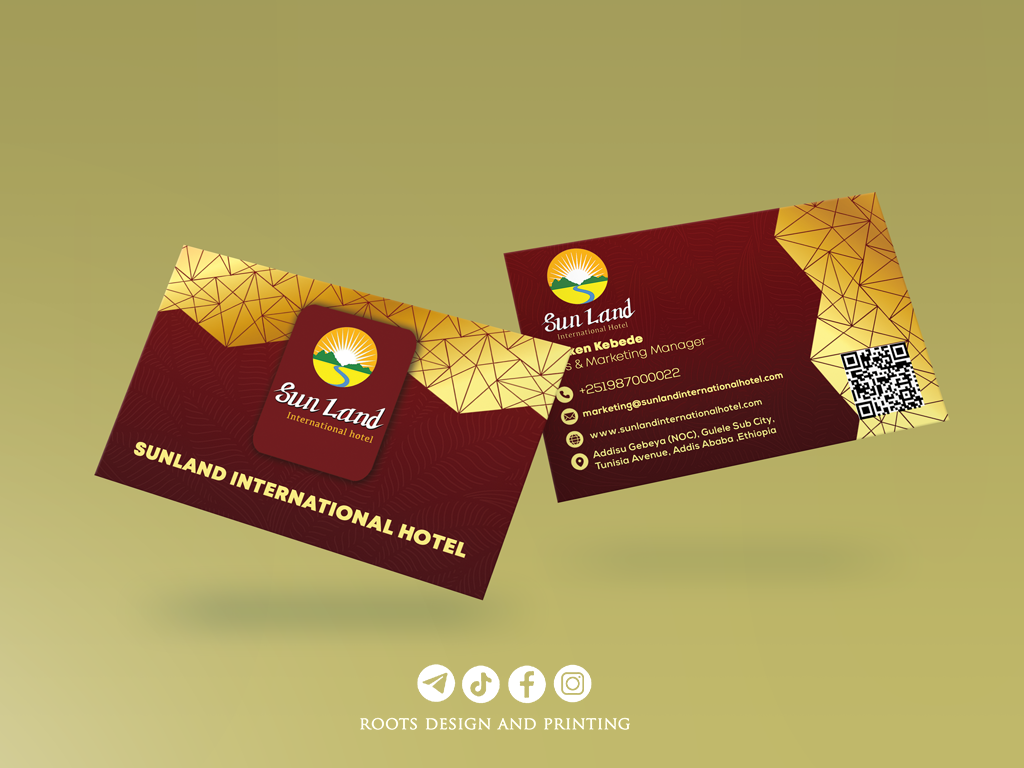 Sun Land
International hotel
SUNLAND INTERNATIONAL HOTEL
Sun Land
International Hotel
Kebede
& Marketing Manager
+251987000022
marketing@sunlandinternationalhotel.com
www.sunlandinternationalhotel.com
Addisu Gebeya (NOC), Gulele Sub City,
Tunisia Avenue, Addis Ababa ,Ethiopia
ROOTS DESIGN AND PRINTING